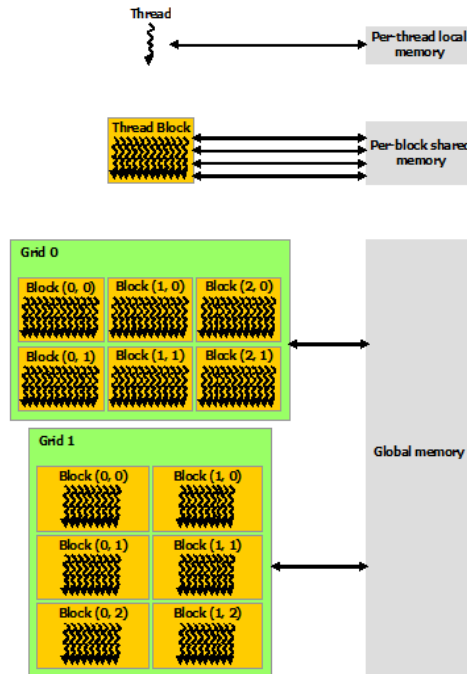 Thread
Per-thread local
memory
Thread Block
Per-block shared
memory
Grid 0
Block (0, 0) Block (1, 0) Block (2, 0)
Block (0, 1) Block (1, 1) Block (2, 1)
Grid 1
Block (0, 0) Block (1, 0)
Global memory
Block (0, 1) Block (1, 1)
Block (0, 2) Block (1, 2)